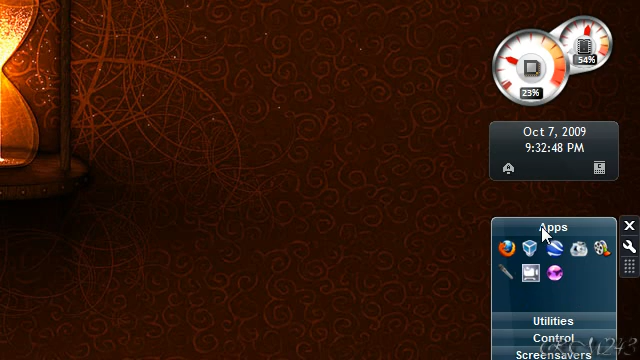 54%
23%
Oct 7, 2009
9:32:48 PM
Apps
Utilities
Control
Screensavers